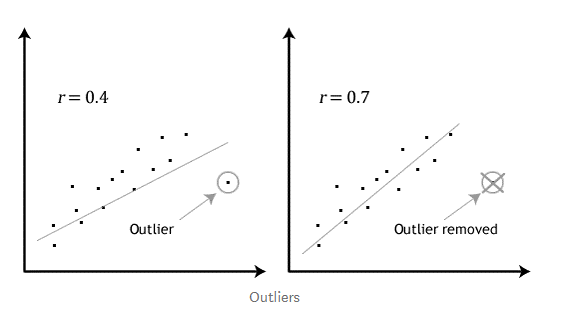 r = 0.4
Outlier
r = 0.7
Outlier removed
Outliers